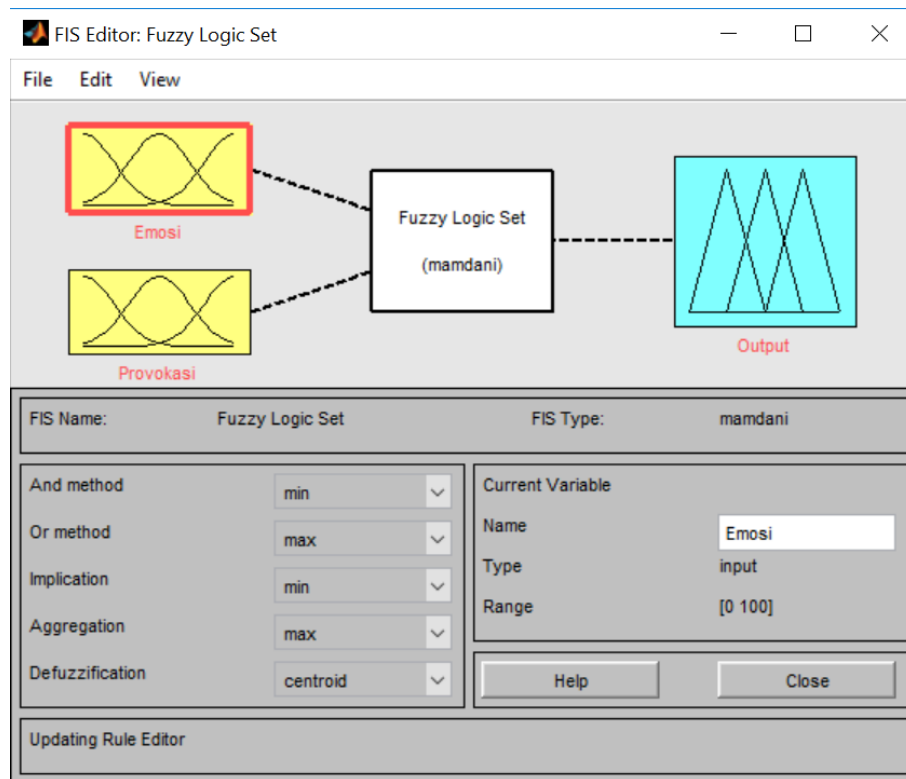 FIS Editor: Fuzzy Logic Set
File Edit View
Emosi
Fuzzy Logic Set
(mamdani)
Provokasi
Output
FIS Name: Fuzzy Logic Set FIS Type: mamdani
And method min
Or method max
Implication min
Aggregation max
Defuzzification centroid
Current Variable
Name Emosi
Type input
Range [0 100]
Help Close
Updating Rule Editor